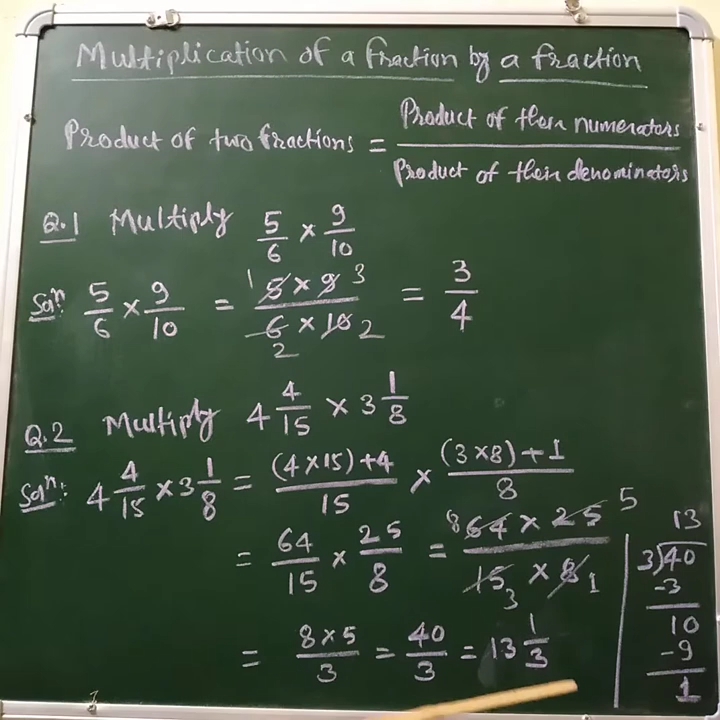 Multiplication of a fraction by a fraction
Product of two fractions = Product of their numerators / Product of their denominators
Q.1 Multiply 5/6 × 9/10
Solⁿ: 5/6 × 9/10 = 1 5 × 9 3 / 6 2 × 10 2 = 3/4
Q.2 Multiply 4 4/15 × 3 1/8
Solⁿ: 4 4/15 × 3 1/8 = (4×15)+4 / 15 × (3×8)+1 / 8
= 64/15 × 25/8 = 8 64 × 25 5 / 15 3 × 8 1
= 8×5 / 3 = 40/3 = 13 1/3
13
3)40
-3
10
-9
1